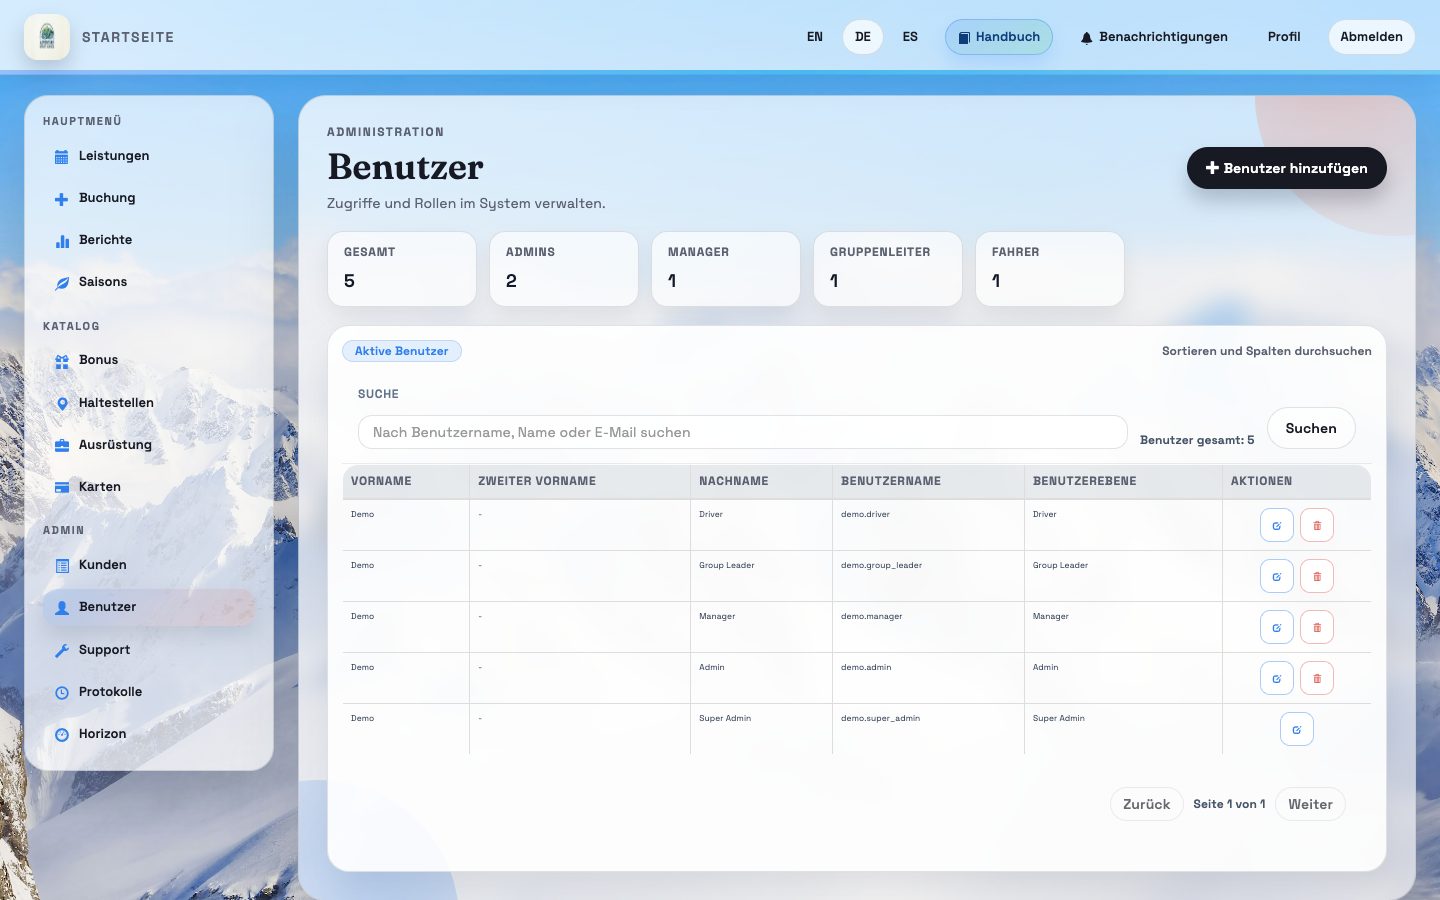 STARTSEITE
EN DE ES Handbuch Benachrichtigungen Profil Abmelden
HAUPTMENÜ
Leistungen
Buchung
Berichte
Saisons
KATALOG
Bonus
Haltestellen
Ausrüstung
Karten
ADMIN
Kunden
Benutzer
Support
Protokolle
Horizon
ADMINISTRATION
Benutzer
Zugriffe und Rollen im System verwalten.
Benutzer hinzufügen
GESAMT ADMINS MANAGER GRUPPENLEITER FAHRER
5 2 1 1 1
Aktive Benutzer Sortieren und Spalten durchsuchen
SUCHE
Nach Benutzername, Name oder E-Mail suchen Benutzer gesamt: 5 Suchen
VORNAME ZWEITER VORNAME NACHNAME BENUTZERNAME BENUTZEREBENE AKTIONEN
Demo - Driver demo.driver Driver
Demo - Group Leader demo.group_leader Group Leader
Demo - Manager demo.manager Manager
Demo - Admin demo.admin Admin
Demo - Super Admin demo.super_admin Super Admin
Zurück Seite 1 von 1 Weiter